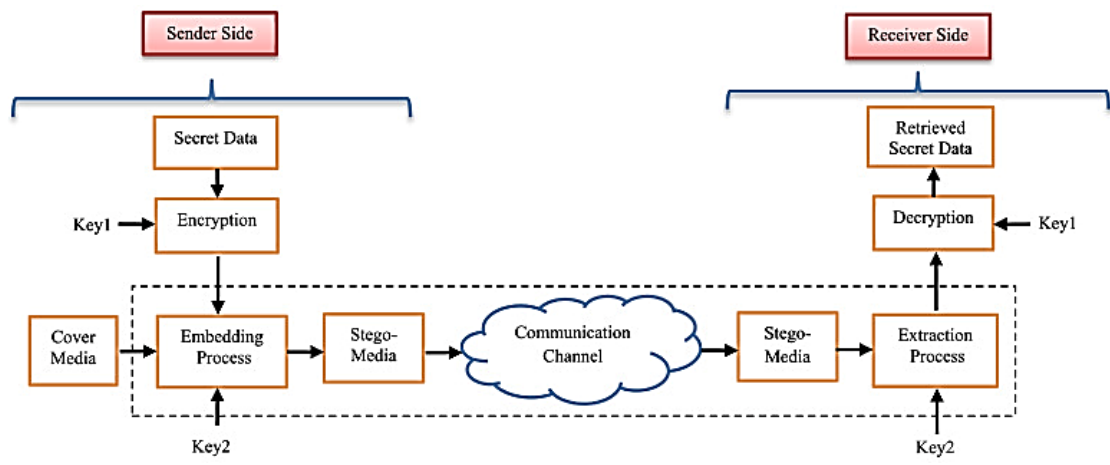 Sender Side
Receiver Side
Secret Data
Retrieved
Secret Data
Key1
Encryption
Decryption
Key1
Cover
Media
Embedding
Process
Stego-
Media
Communication
Channel
Stego-
Media
Extraction
Process
Key2
Key2